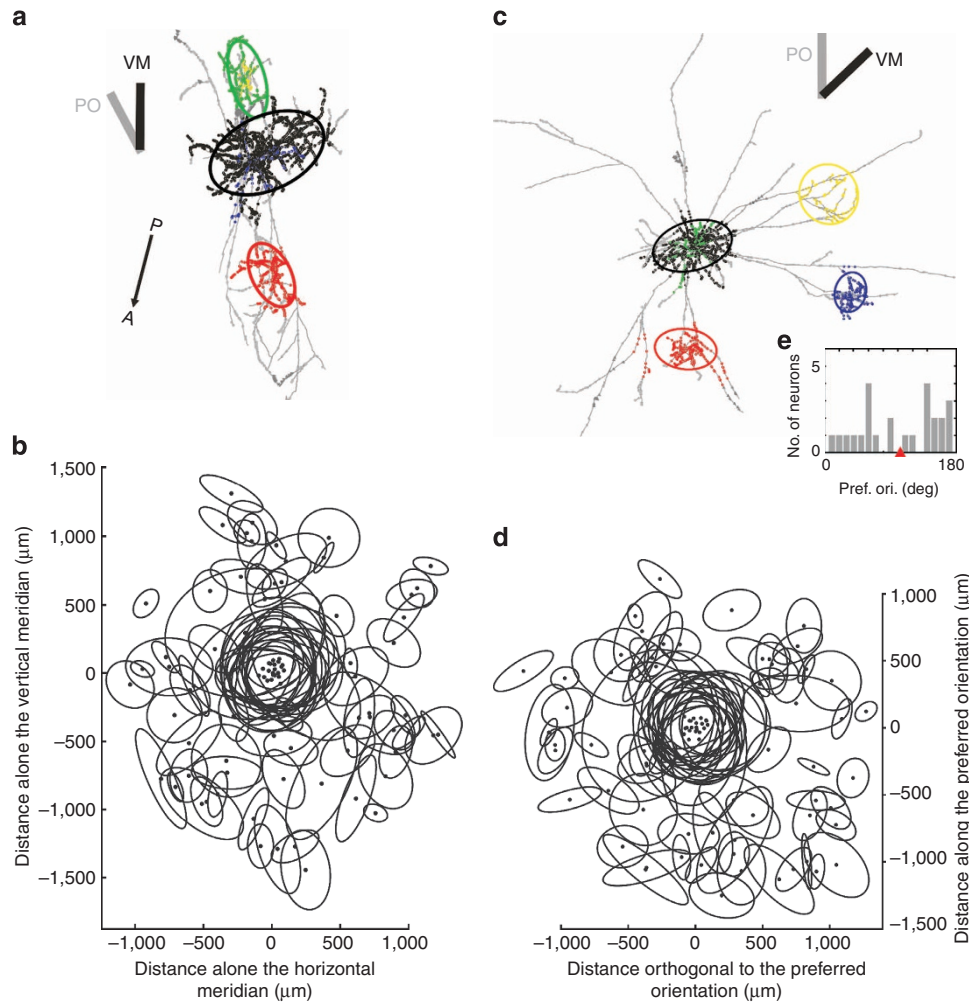 a
VM
PO
P
A
c
PO
VM
e
No. of neurons
5
0
0
180
Pref. ori. (deg)
b
Distance alone the vertical meridian (μm)
1,500
1,000
500
0
−500
−1,000
−1,500
−1,000
−500
0
500
1,000
Distance alone the horizontal
meridian (μm)
d
1,000
500
0
−500
−1,000
−1,500
Distance along the preferred orientation (μm)
−1,000
−500
0
500
1,000
Distance orthogonal to the preferred
orientation (μm)